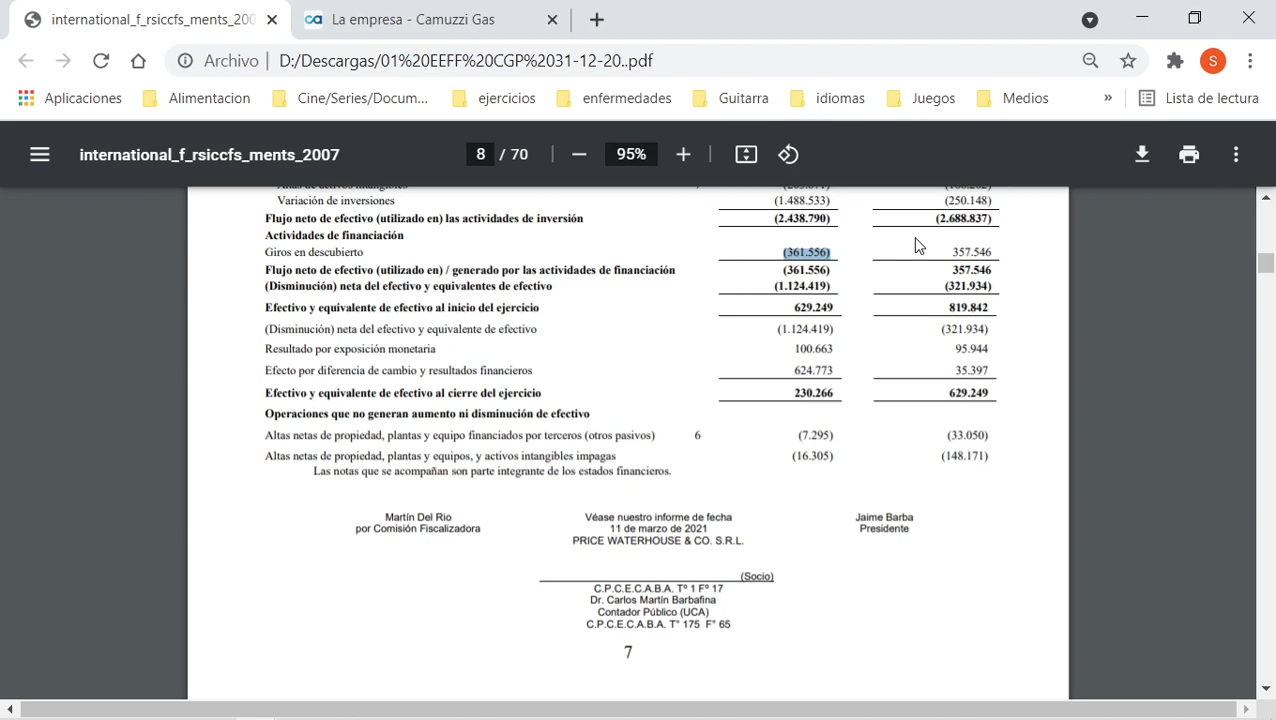 international_f_rsiccfs_ments_200
La empresa - Camuzzi Gas
Archivo D:/Descargas/01%20EEFF%20CGP%2031-12-20..pdf
S
Aplicaciones Alimentacion Cine/Series/Docum... ejercicios enfermedades Guitarra idiomas Juegos Medios » Lista de lectura
international_f_rsiccfs_ments_2007 8 / 70 95%
Variación de inversiones (1.488.533) (250.148)
Flujo neto de efectivo (utilizado en) las actividades de inversión (2.438.790) (2.688.837)
Actividades de financiación
Giros en descubierto (361.556) 357.546
Flujo neto de efectivo (utilizado en) / generado por las actividades de financiación (361.556) 357.546
(Disminución) neta del efectivo y equivalentes de efectivo (1.124.419) (321.934)
Efectivo y equivalente de efectivo al inicio del ejercicio 629.249 819.842
(Disminución) neta del efectivo y equivalente de efectivo (1.124.419) (321.934)
Resultado por exposición monetaria 100.663 95.944
Efecto por diferencia de cambio y resultados financieros 624.773 35.397
Efectivo y equivalente de efectivo al cierre del ejercicio 230.266 629.249
Operaciones que no generan aumento ni disminución de efectivo
Altas netas de propiedad, plantas y equipo financiados por terceros (otros pasivos) 6 (7.295) (33.050)
Altas netas de propiedad, plantas y equipos, y activos intangibles impagas (16.305) (148.171)
Las notas que se acompañan son parte integrante de los estados financieros.
Martín Del Rio Véase nuestro informe de fecha Jaime Barba
por Comisión Fiscalizadora 11 de marzo de 2021 Presidente
PRICE WATERHOUSE & CO. S.R.L.
(Socio)
C.P.C.E.C.A.B.A. Tº 1 Fº 17
Dr. Carlos Martín Barbafina
Contador Público (UCA)
C.P.C.E.C.A.B.A. T° 175 F° 65
7